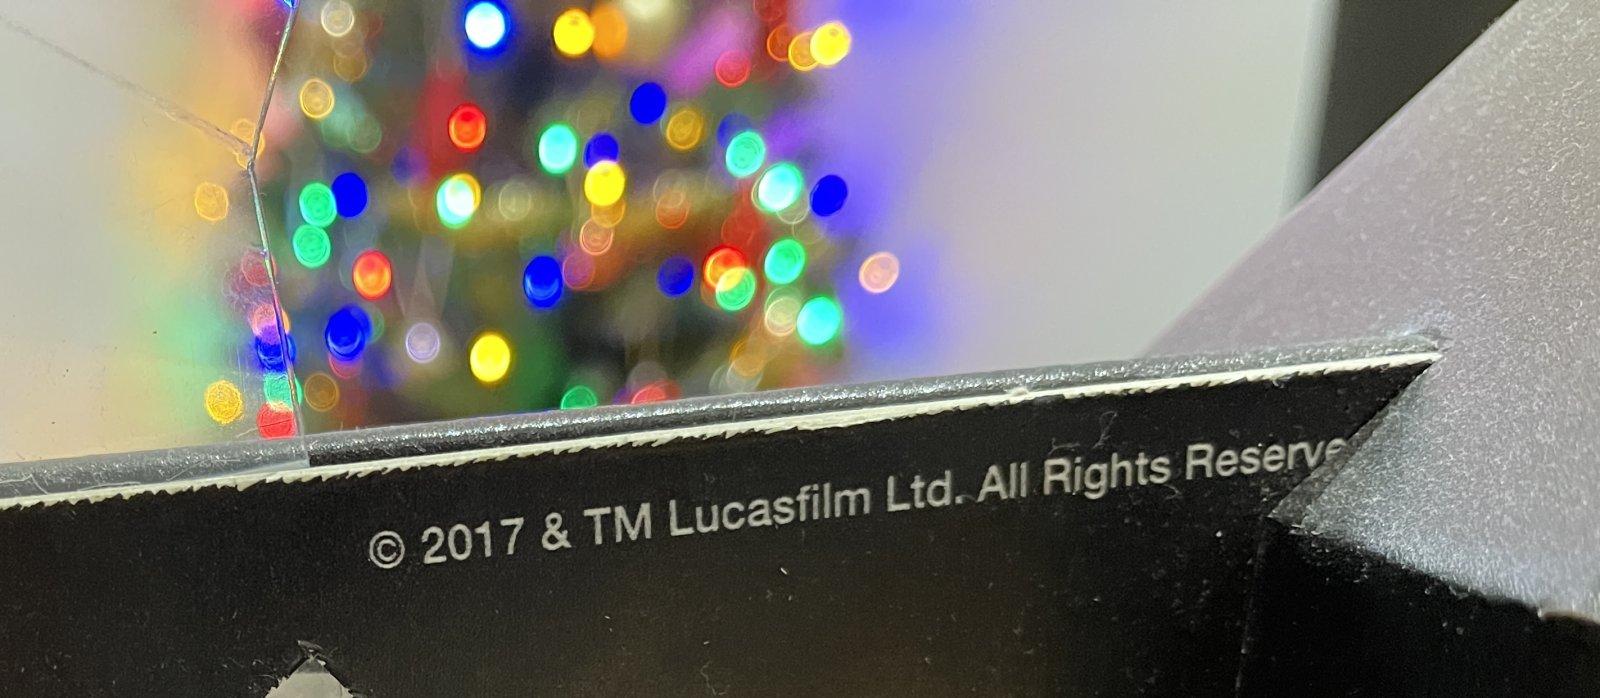 © 2017 & TM Lucasfilm Ltd. All Rights Reserve